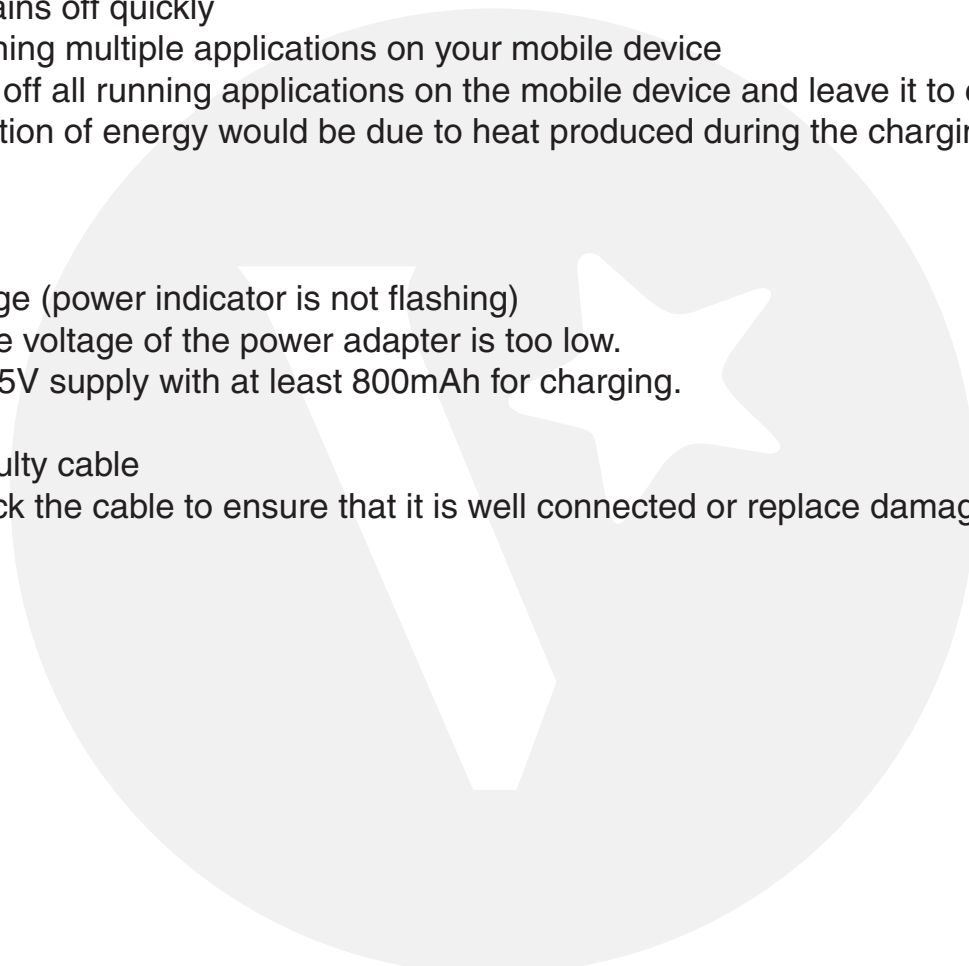 ains off quickly
ning multiple applications on your mobile device
off all running applications on the mobile device and leave it to
tion of energy would be due to heat produced during the chargin
ge (power indicator is not flashing)
e voltage of the power adapter is too low.
5V supply with at least 800mAh for charging.
ulty cable
ck the cable to ensure that it is well connected or replace damag